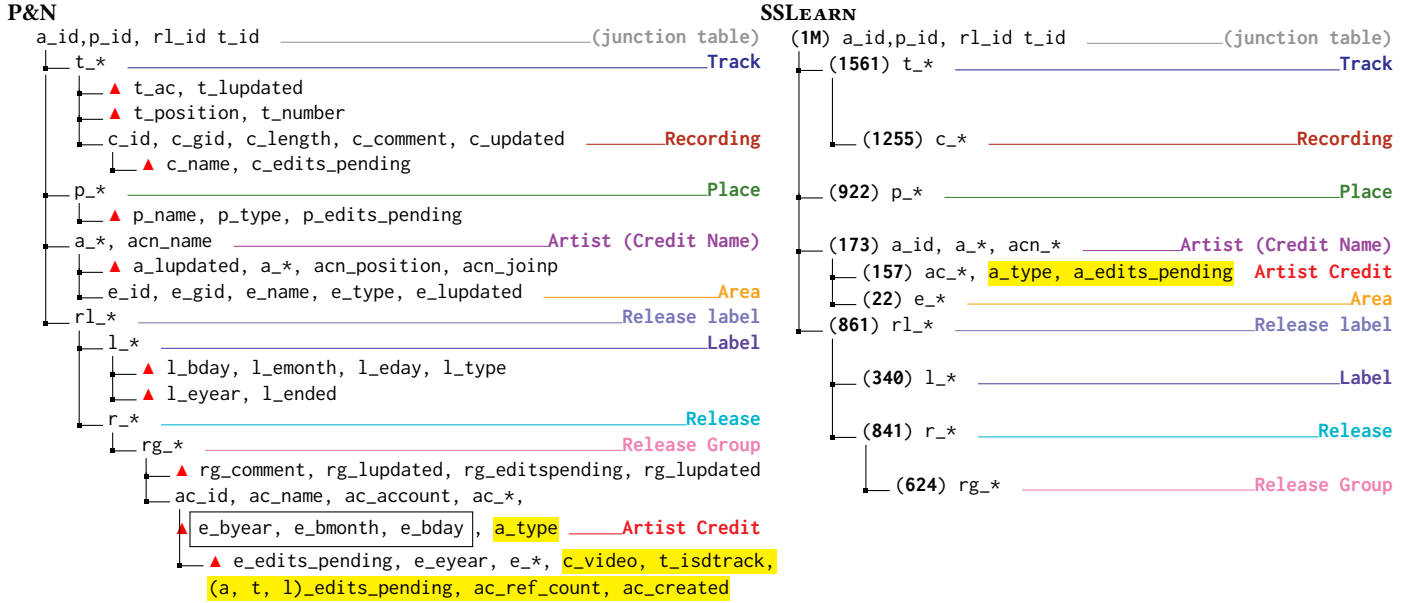 P&N
a_id,p_id, rl_id t_id (junction table)
t_* Track
▲ t_ac, t_lupdated
▲ t_position, t_number
c_id, c_gid, c_length, c_comment, c_updated Recording
▲ c_name, c_edits_pending
p_* Place
▲ p_name, p_type, p_edits_pending
a_*, acn_name Artist (Credit Name)
▲ a_lupdated, a_*, acn_position, acn_joinp
e_id, e_gid, e_name, e_type, e_lupdated Area
rl_* Release label
l_* Label
▲ l_bday, l_emonth, l_eday, l_type
▲ l_eyear, l_ended
r_* Release
rg_* Release Group
▲ rg_comment, rg_lupdated, rg_editspending, rg_lupdated
ac_id, ac_name, ac_account, ac_*,
▲ e_byear, e_bmonth, e_bday , a_type Artist Credit
▲ e_edits_pending, e_eyear, e_*, c_video, t_isdtrack,
(a, t, l)_edits_pending, ac_ref_count, ac_created
SSLEARN
(1M) a_id,p_id, rl_id t_id (junction table)
(1561) t_* Track
(1255) c_* Recording
(922) p_* Place
(173) a_id, a_*, acn_* Artist (Credit Name)
(157) ac_*, a_type, a_edits_pending Artist Credit
(22) e_* Area
(861) rl_* Release label
(340) l_* Label
(841) r_* Release
(624) rg_* Release Group